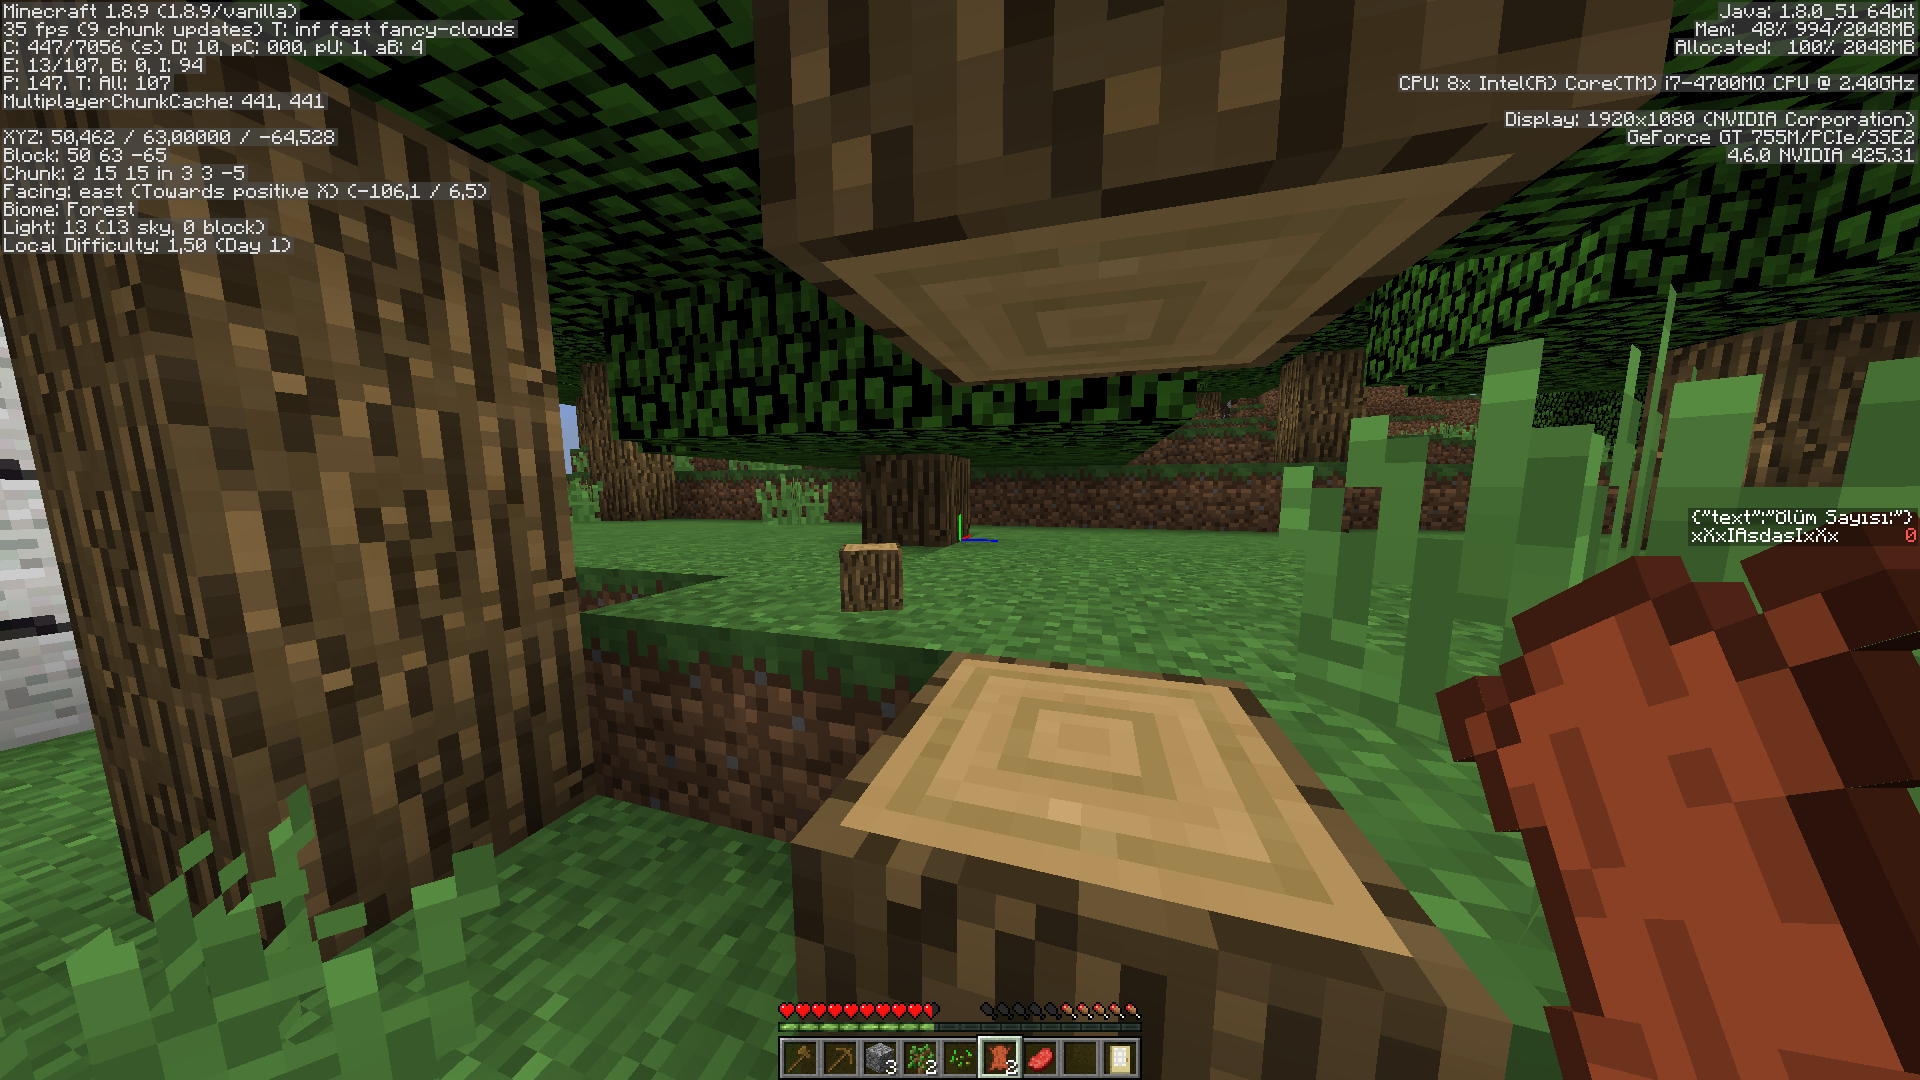 Minecraft 1.8.9 (1.8.9/vanilla)
35 fps (9 chunk updates) T: inf fast fancy-clouds
C: 447/7056 (s) D: 10, pC: 000, pU: 1, aB: 4
E: 13/107, B: 0, I: 94
P: 147. T: All: 107
MultiplayerChunkCache: 441, 441
XYZ: 50,462 / 63,00000 / -64,528
Block: 50 63 -65
Chunk: 2 15 15 in 3 3 -5
Facing: east (Towards positive X) (-106,1 / 6,5)
Biome: Forest
Light: 13 (13 sky, 0 block)
Local Difficulty: 1,50 (Day 1)
Java: 1.8.0_51 64bit
Mem: 48% 994/2048MB
Allocated: 100% 2048MB
CPU: 8x Intel(R) Core(TM) i7-4700MQ CPU @ 2.40GHz
Display: 1920x1080 (NVIDIA Corporation)
GeForce GT 755M/PCIe/SSE2
4.6.0 NVIDIA 425.31
{"text":"Ölüm Sayısı:"}
xXxIAsdasIxXx 0
3 2 2